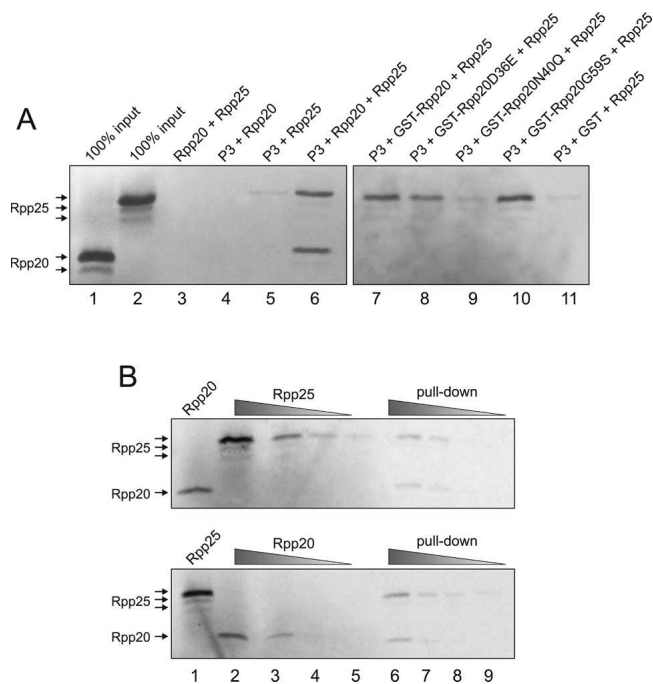 A
100% input
100% input
Rpp20 + Rpp25
P3 + Rpp20
P3 + Rpp25
P3 + Rpp20 + Rpp25
P3 + GST-Rpp20 + Rpp25
P3 + GST-Rpp20D36E + Rpp25
P3 + GST-Rpp20N40Q + Rpp25
P3 + GST-Rpp20G59S + Rpp25
P3 + GST + Rpp25
Rpp25
Rpp20
1 2 3 4 5 6 7 8 9 10 11
B
Rpp20 Rpp25 pull-down
Rpp25
Rpp20
Rpp25 Rpp20 pull-down
Rpp25
Rpp20
1 2 3 4 5 6 7 8 9